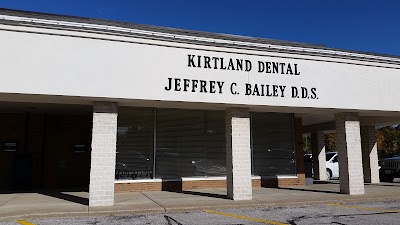 KIRTLAND DENTAL
JEFFREY C. BAILEY D.D.S.